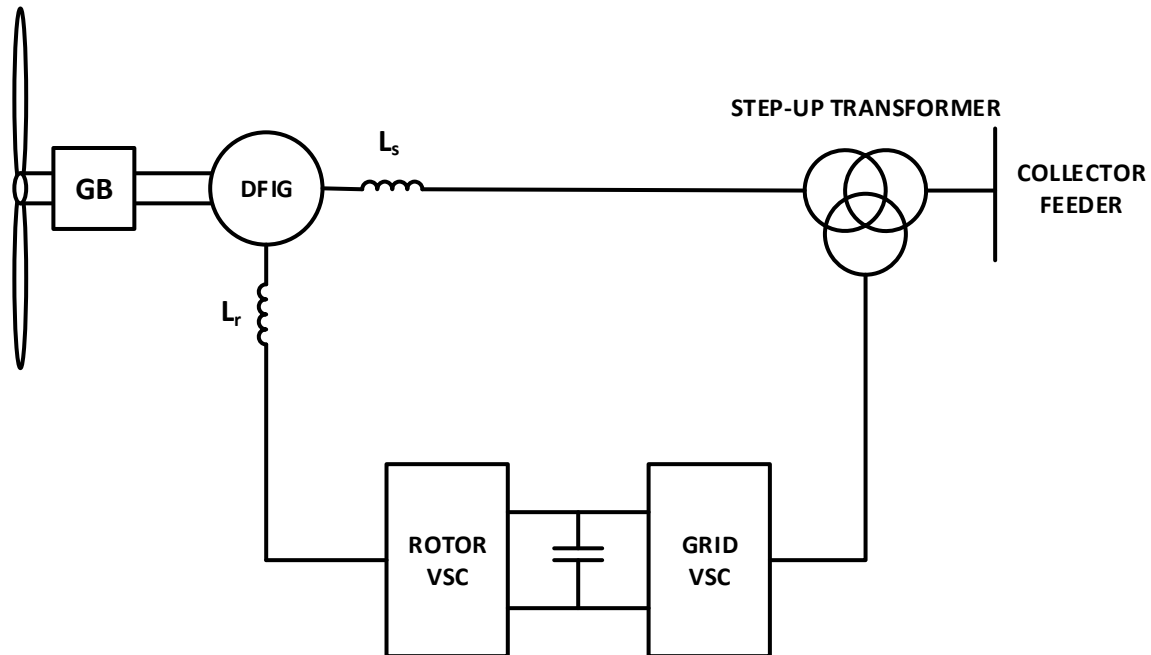 STEP-UP TRANSFORMER
Ls
GB
DFIG
COLLECTOR
FEEDER
Lr
ROTOR
VSC
GRID
VSC